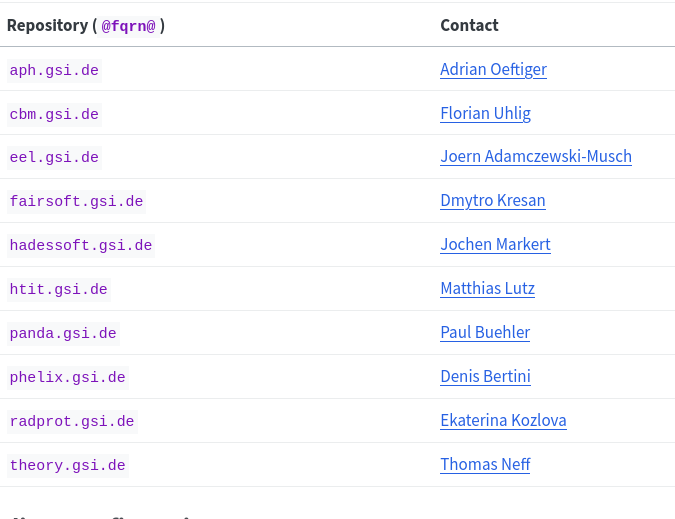 Repository ( @fqrn@ ) Contact
aph.gsi.de Adrian Oeftiger
cbm.gsi.de Florian Uhlig
eel.gsi.de Joern Adamczewski-Musch
fairsoft.gsi.de Dmytro Kresan
hadessoft.gsi.de Jochen Markert
htit.gsi.de Matthias Lutz
panda.gsi.de Paul Buehler
phelix.gsi.de Denis Bertini
radprot.gsi.de Ekaterina Kozlova
theory.gsi.de Thomas Neff